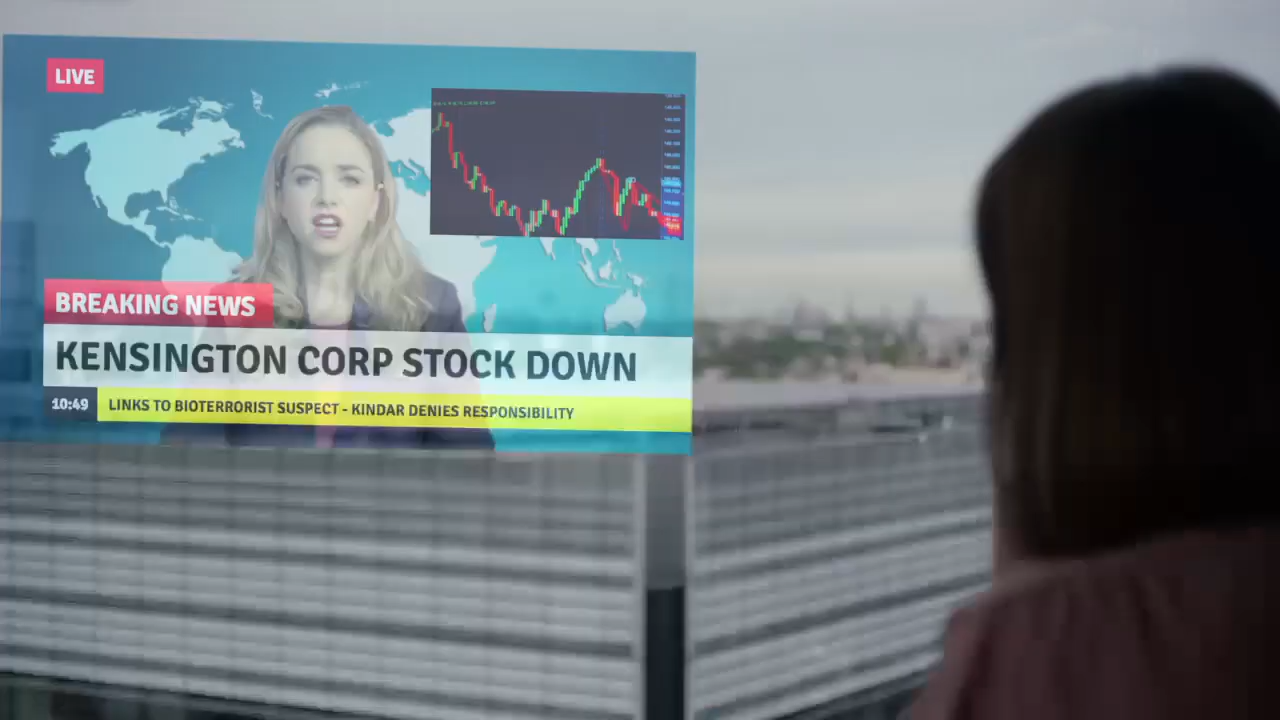 LIVE
BREAKING NEWS
KENSINGTON CORP STOCK DOWN
10:49 LINKS TO BIOTERRORIST SUSPECT - KINDAR DENIES RESPONSIBILITY